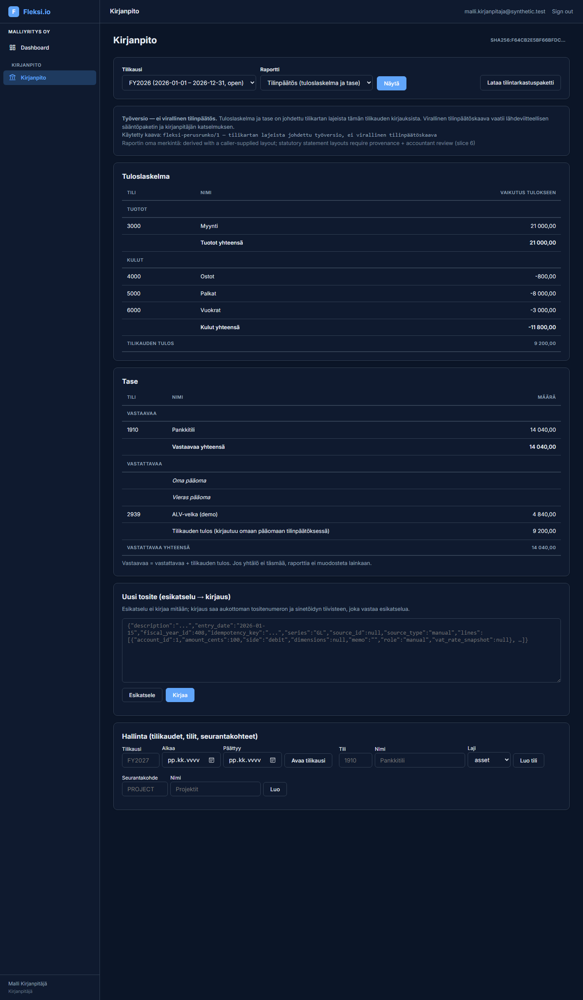 F Fleksi.io
Kirjanpito
malli.kirjanpitaja@synthetic.test Sign out
MALLIYRITYS OY
Dashboard
KIRJANPITO
Kirjanpito
Kirjanpito
SHA256:F64CB2E5BF66BFDC...
Tilikausi Raportti
FY2026 (2026-01-01 – 2026-12-31, open) Tilinpäätös (tuloslaskelma ja tase) Näytä Lataa tilintarkastuspaketti
Työversio — ei virallinen tilinpäätös. Tuloslaskelma ja tase on johdettu tilikartan lajeista tämän tilikauden kirjauksista. Virallinen tilinpäätöskaava vaatii lähdeviitteellisen
sääntöpaketin ja kirjanpitäjän katselmuksen.
Käytetty kaava: fleksi-perusrunko/1 — tilikartan lajeista johdettu työversio, ei virallinen tilinpäätöskaava
Raportin oma merkintä: derived with a caller-supplied layout; statutory statement layouts require provenance + accountant review (slice 6)
Tuloslaskelma
TILI NIMI VAIKUTUS TULOKSEEN
TUOTOT
3000 Myynti 21 000,00
Tuotot yhteensä 21 000,00
KULUT
4000 Ostot -800,00
5000 Palkat -8 000,00
6000 Vuokrat -3 000,00
Kulut yhteensä -11 800,00
TILIKAUDEN TULOS 9 200,00
Tase
TILI NIMI MÄÄRÄ
VASTAAVAA
1910 Pankkitili 14 040,00
Vastaavaa yhteensä 14 040,00
VASTATTAVAA
Oma pääoma
Vieras pääoma
2939 ALV-velka (demo) 4 840,00
Tilikauden tulos (kirjautuu omaan pääomaan tilinpäätöksessä) 9 200,00
VASTATTAVAA YHTEENSÄ 14 040,00
Vastaavaa = vastattavaa + tilikauden tulos. Jos yhtälö ei täsmää, raporttia ei muodosteta lainkaan.
Uusi tosite (esikatselu → kirjaus)
Esikatselu ei kirjaa mitään; kirjaus saa aukottoman tositenumeron ja sinetöidyn tiivisteen, joka vastaa esikatselua.
{"description":"...","entry_date":"2026-01-
15","fiscal_year_id":408,"idempotency_key":"...","series":"GL","source_id":null,"source_type":"manual","lines":
[{"account_id":1,"amount_cents":100,"side":"debit","dimensions":null,"memo":"","role":"manual","vat_rate_snapshot":null}, …]}
Esikatsele Kirjaa
Hallinta (tilikaudet, tilit, seurantakohteet)
Tilikausi Alkaa Päättyy Tili Nimi Laji
FY2027 pp.kk.vvvv pp.kk.vvvv Avaa tilikausi 1910 Pankkitili asset Luo tili
Seurantakohde Nimi
PROJECT Projektit Luo
Malli Kirjanpitäjä
Kirjanpitäjä